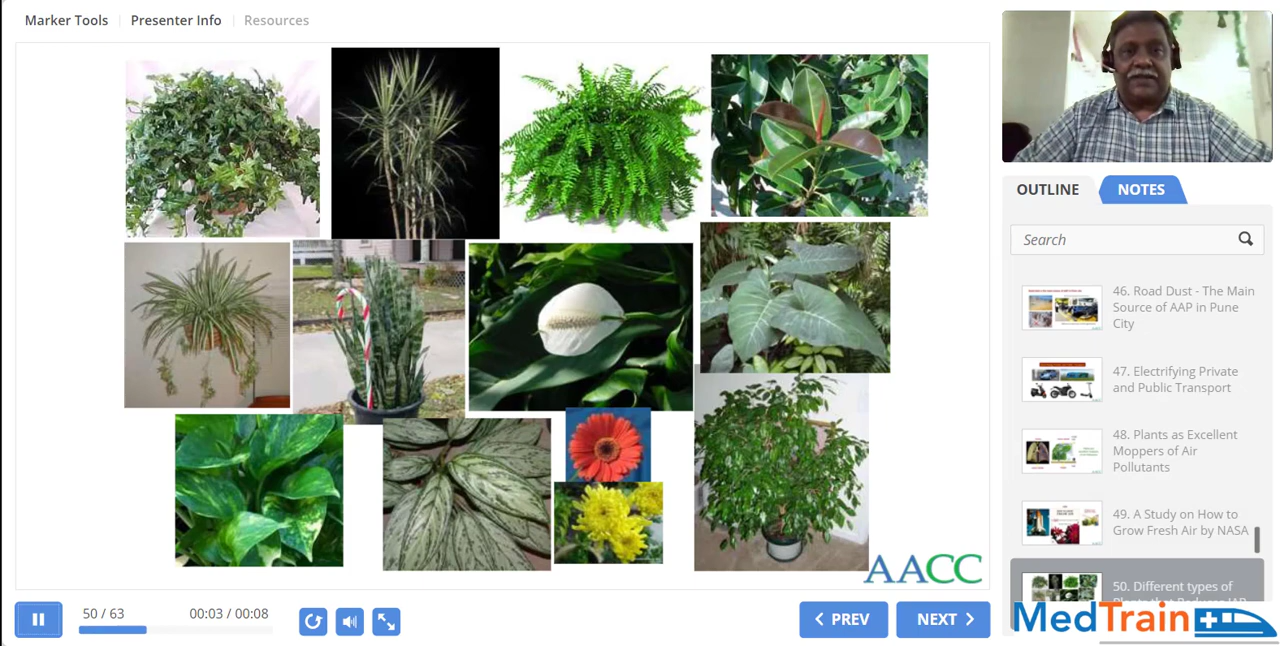 Marker Tools
Presenter Info
Resources
OUTLINE
NOTES
Search
46. Road Dust - The Main
Source of AAP in Pune
City
47. Electrifying Private
and Public Transport
48. Plants as Excellent
Moppers of Air
Pollutants
49. A Study on How to
Grow Fresh Air by NASA
50. Different types of
AACC
50 / 63
00:03 / 00:08
PREV
NEXT
MedTrain